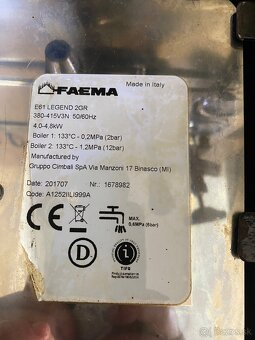 FAEMA
Made in Italy
E61 LEGEND 2GR
380-415V3N 50/60Hz
4,0-4,8kW
Boiler 1: 133°C - 0,2MPa (2bar)
Boiler 2: 133°C - 1,2MPa (12bar)
Manufactured by
Gruppo Cimbali SpA Via Manzoni 17 Binasco (MI)
Date: 201707 Nr.: 1678982
Code: A1252IILI999A
CE
MAX.
0,6MPa (6bar)
D
TIFR